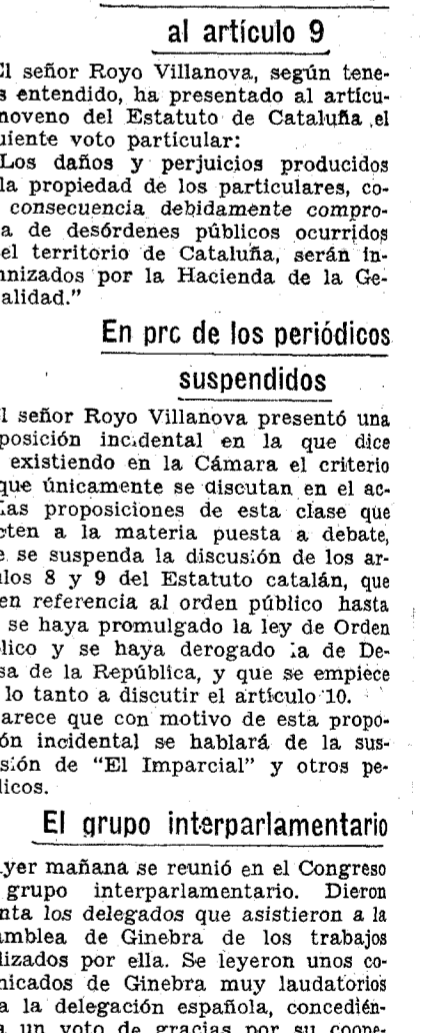 al artículo 9
El señor Royo Villanova, según tene-
s entendido, ha presentado al artícu-
noveno del Estatuto de Cataluña el
uiente voto particular:
Los daños y perjuicios producidos
la propiedad de los particulares, co-
consecuencia debidamente compro-
a de desórdenes públicos ocurridos
el territorio de Cataluña, serán in-
nnizados por la Hacienda de la Ge-
alidad."
En prc de los periódicos
suspendidos
l señor Royo Villanova presentó una
posición incidental en la que dice
existiendo en la Cámara el criterio
que únicamente se discutan en el ac-
las proposiciones de esta clase que
cten a la materia puesta a debate,
e se suspenda la discusión de los ar-
ulos 8 y 9 del Estatuto catalán, que
en referencia al orden público hasta
se haya promulgado la ley de Orden
lico y se haya derogado la de De-
sa de la República, y que se empiece
lo tanto a discutir el artículo 10.
arece que con motivo de esta propo-
ón incidental se hablará de la sus-
sión de "El Imparcial" y otros pe-
licos.
El grupo interparlamentario
yer mañana se reunió en el Congreso
grupo interparlamentario. Dieron
nta los delegados que asistieron a la
amblea de Ginebra de los trabajos
lizados por ella. Se leyeron unos co-
nicados de Ginebra muy laudatorios
a la delegación española, concedién-
a un voto de gracias por su coope-